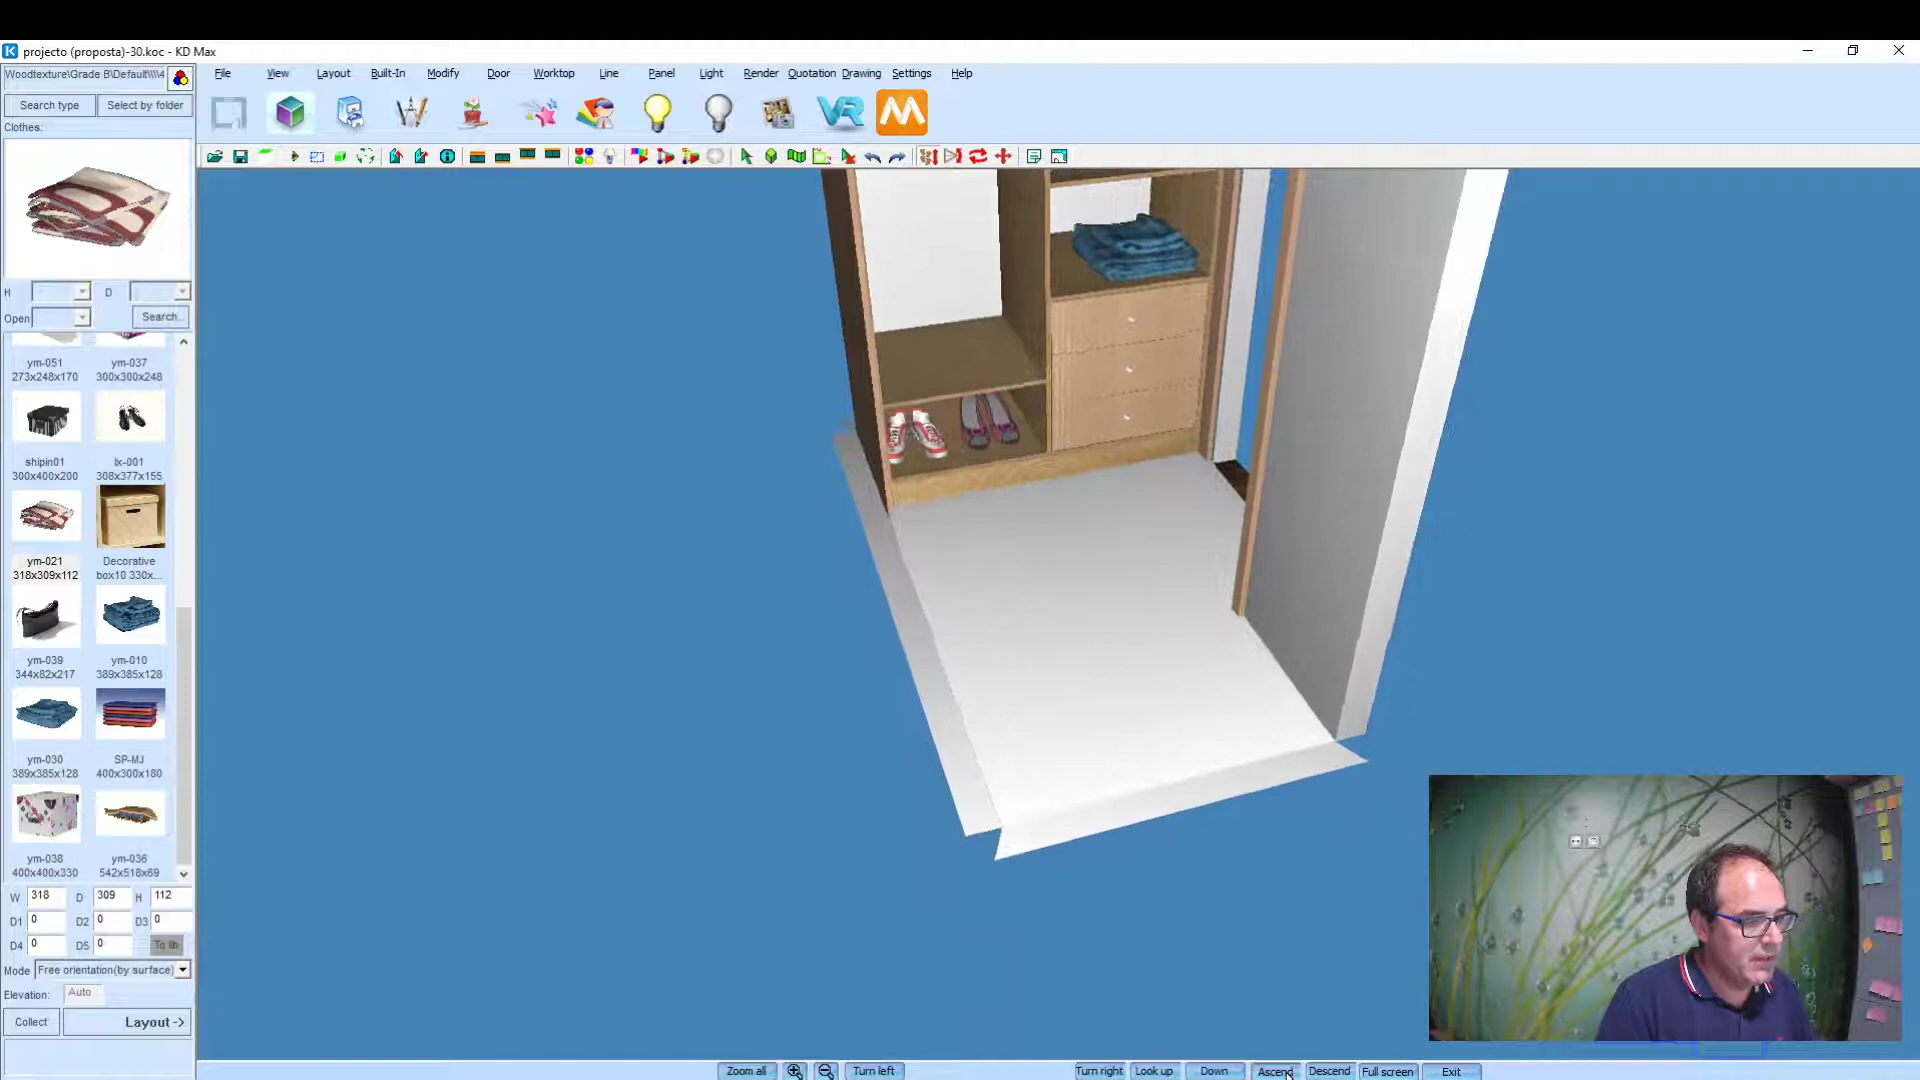 projecto (proposta)-30.koc - KD Max
Woodtexture\Grade B\Default\\\\4
File View Layout Built-In Modify Door Worktop Line Panel Light Render Quotation Drawing Settings Help
Search type Select by folder
Clothes:
VR
H D
Open Search..
ym-051 ym-037
273x248x170 300x300x248
shipin01 lx-001
300x400x200 308x377x155
ym-021 Decorative
318x309x112 box10 330x...
ym-039 ym-010
344x82x217 389x385x128
ym-030 SP-MJ
389x385x128 400x300x180
ym-038 ym-036
400x400x330 542x518x69
W 318 D 309 H 112
D1 0 D2 0 D3 0
D4 0 D5 0 To lib
Mode Free orientation(by surface)
Elevation: Auto
Collect Layout ->
Zoom all Turn left Turn right Look up Down Ascend Descend Full screen Exit